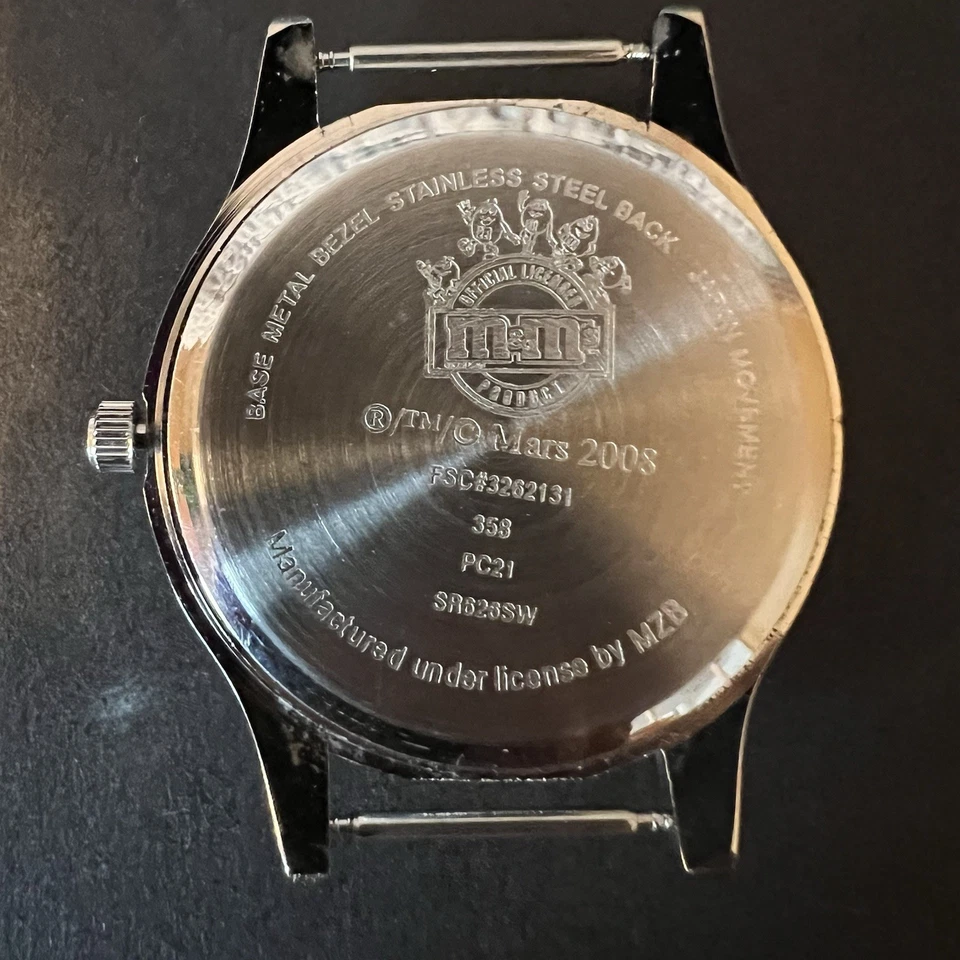 BASE METAL BEZEL STAINLESS STEEL BACK
MOVEMENT
OFFICIAL LICENSED
m&m's
PRODUCT
®/TM/© Mars 2008
FSC#3262131
358
PC21
SR626SW
Manufactured under license by MZB